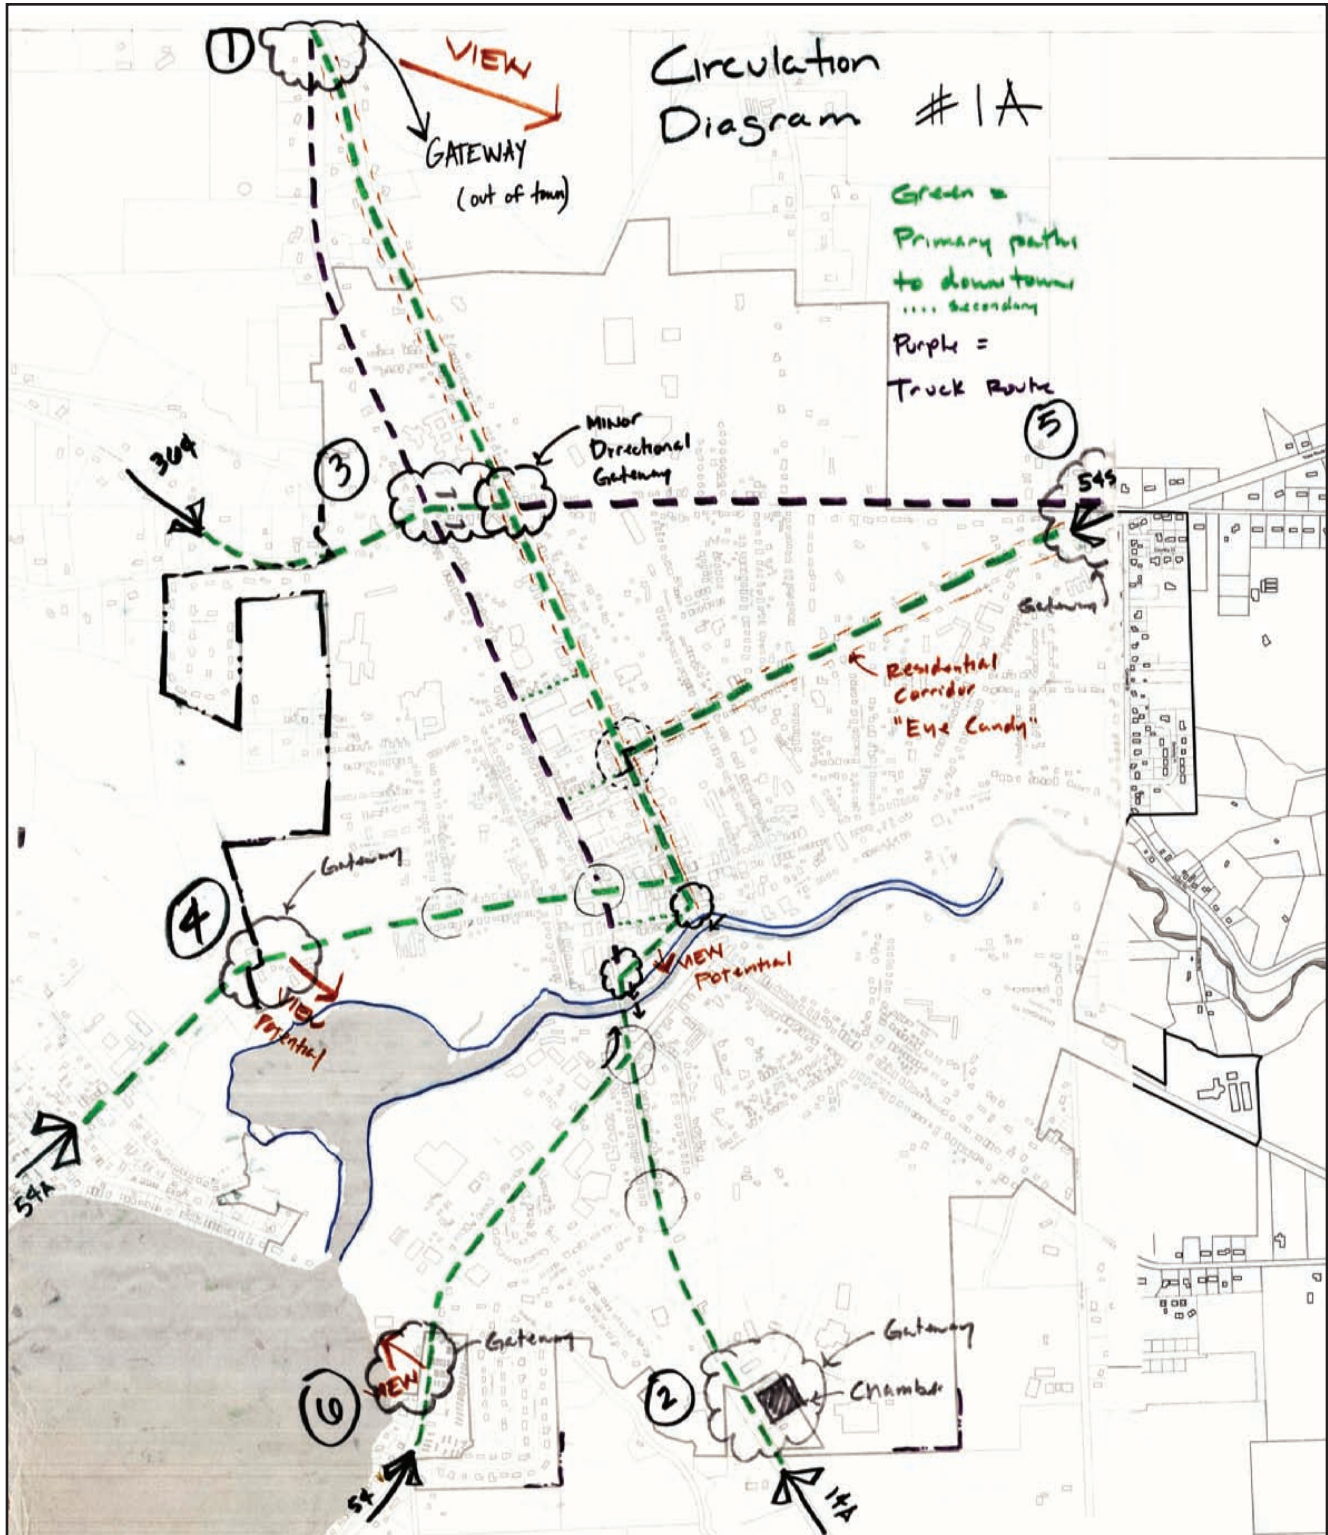 1
VIEW
GATEWAY
(out of town)
Circulation
Diagram #1A
Green =
Primary paths
to downtown
.... secondary
Purple =
Truck Route
364
3
Minor
Directional
Gateway
5
54S
Gateway
Residential
Corridor
"Eye Candy"
Gateway
4
VIEW
Potential
VIEW
Potential
54A
Gateway
VIEW
6
54
2
Gateway
Chamber
14A